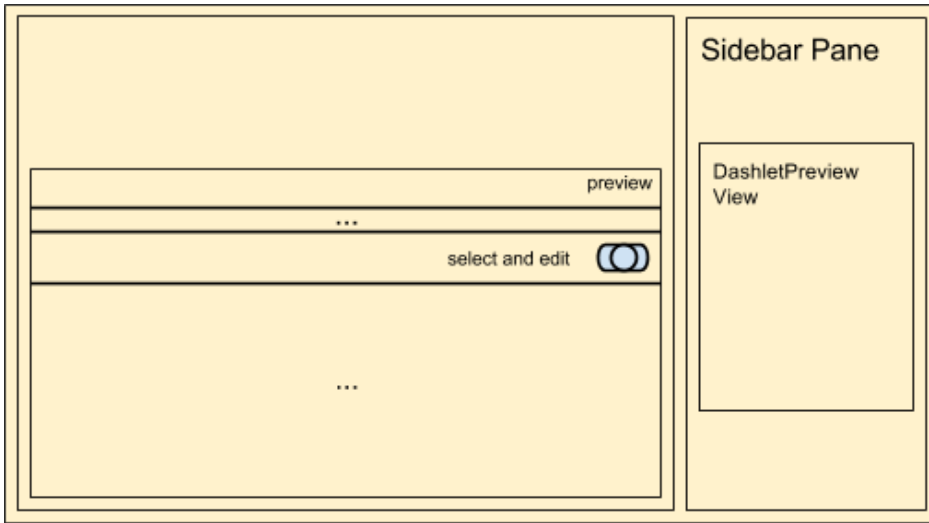 Sidebar Pane
preview
DashletPreview
View
...
select and edit
...